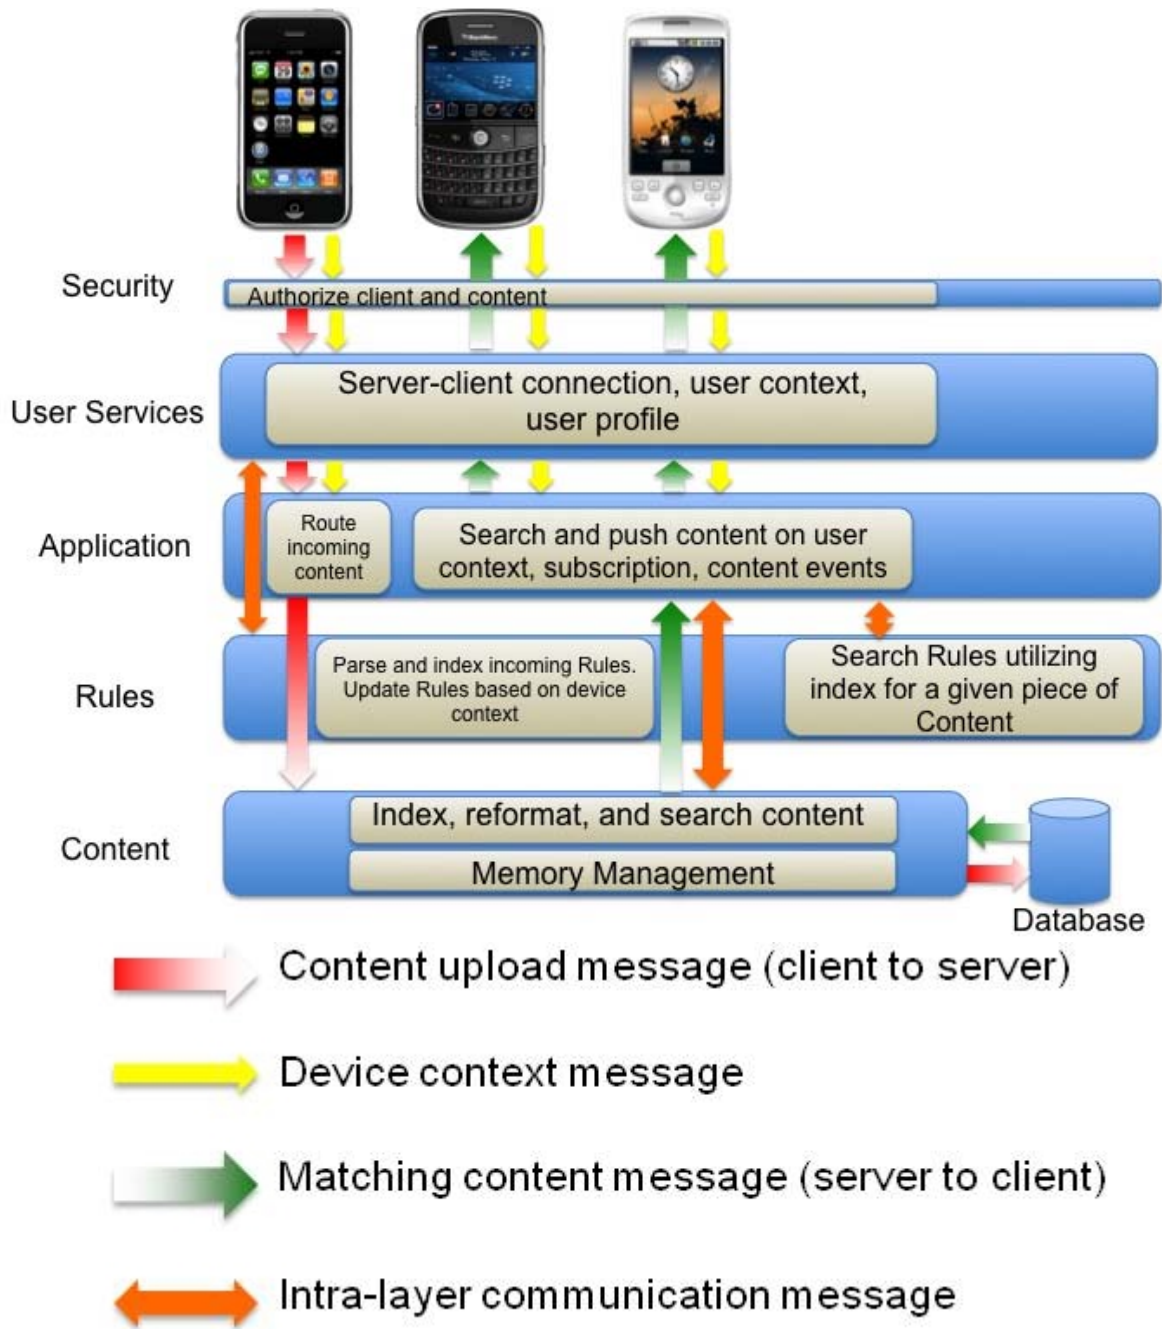 Security
Authorize client and content
User Services
Server-client connection, user context,
user profile
Application
Route
incoming
content
Search and push content on user
context, subscription, content events
Rules
Parse and index incoming Rules.
Update Rules based on device
context
Search Rules utilizing
index for a given piece of
Content
Content
Index, reformat, and search content
Memory Management
Database
Content upload message (client to server)
Device context message
Matching content message (server to client)
Intra-layer communication message